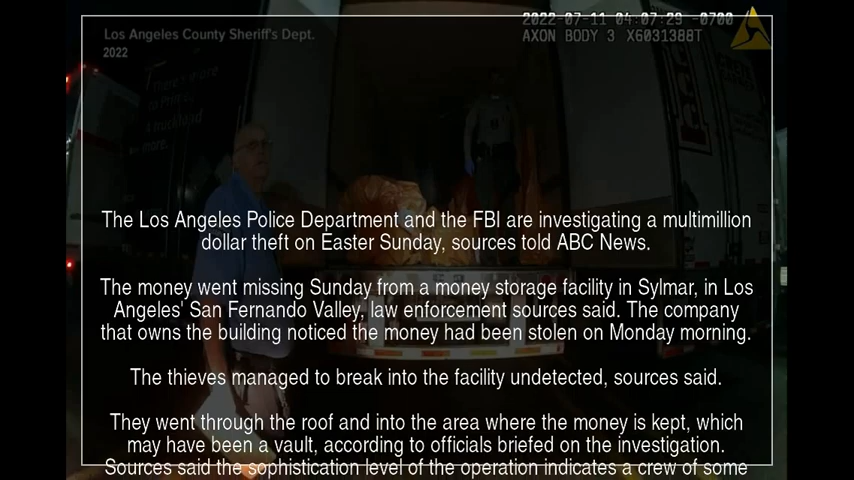 2022-07-11 04:07:29 -0700
AXON BODY 3 X6031388T
Los Angeles County Sheriff's Dept.
2022
The Los Angeles Police Department and the FBI are investigating a multimillion
dollar theft on Easter Sunday, sources told ABC News.
The money went missing Sunday from a money storage facility in Sylmar, in Los
Angeles' San Fernando Valley, law enforcement sources said. The company
that owns the building noticed the money had been stolen on Monday morning.
The thieves managed to break into the facility undetected, sources said.
They went through the roof and into the area where the money is kept, which
may have been a vault, according to officials briefed on the investigation.
Sources said the sophistication level of the operation indicates a crew of some